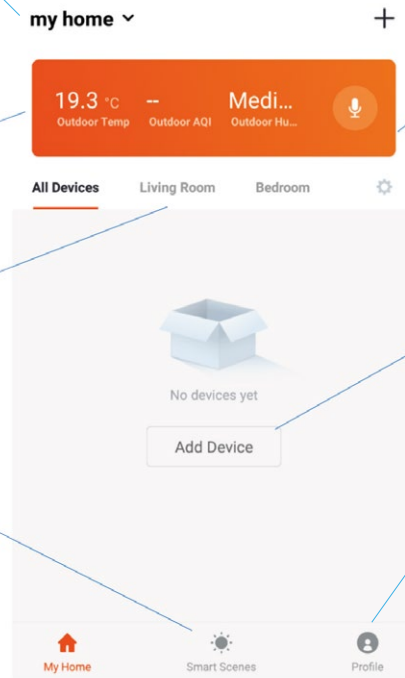 my home
19.3 °C -- Medi...
Outdoor Temp Outdoor AQI Outdoor Hu...
All Devices Living Room Bedroom
No devices yet
Add Device
My Home Smart Scenes Profile